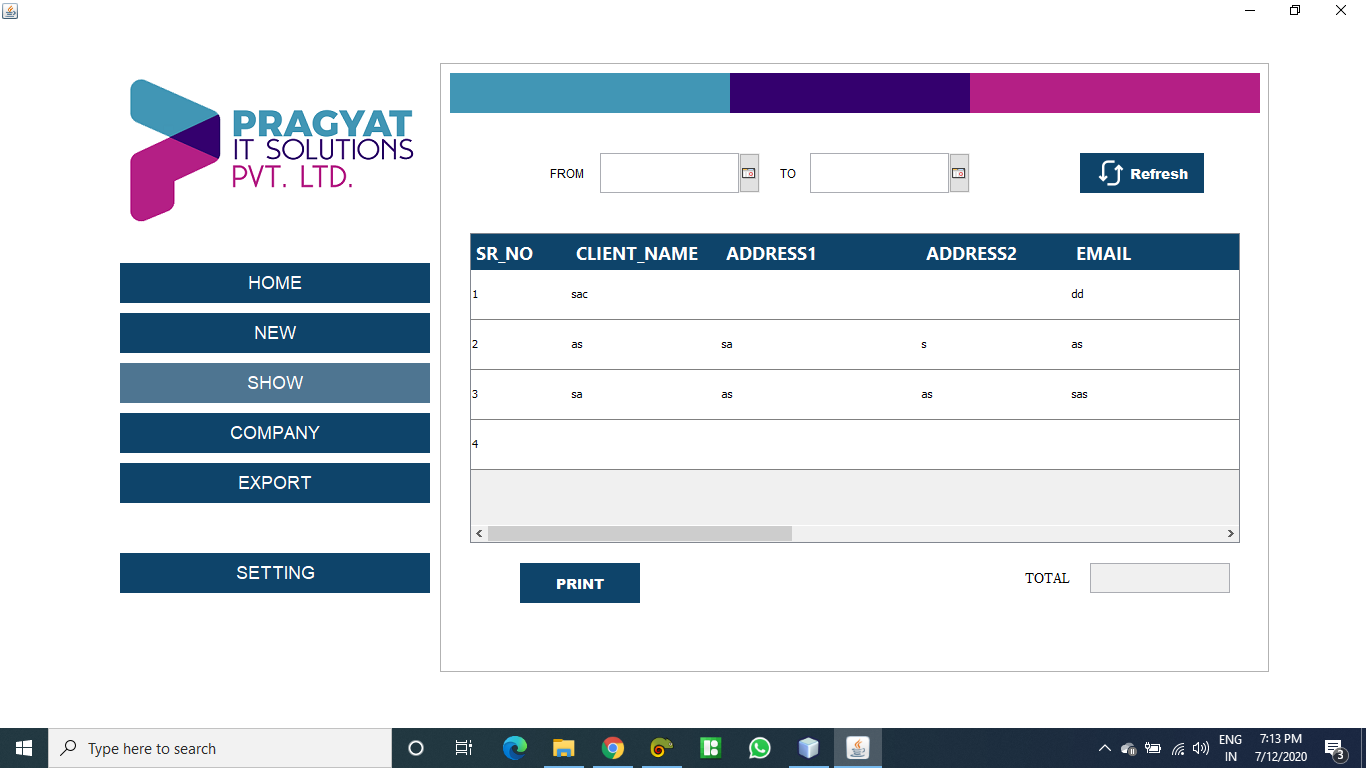 PRAGYAT
IT SOLUTIONS
PVT. LTD.
HOME
NEW
SHOW
COMPANY
EXPORT
SETTING
FROM TO Refresh
SR_NO CLIENT_NAME ADDRESS1 ADDRESS2 EMAIL
1 sac dd
2 as sa s as
3 sa as as sas
4
PRINT TOTAL
Type here to search
ENG
IN
7:13 PM
7/12/2020
3